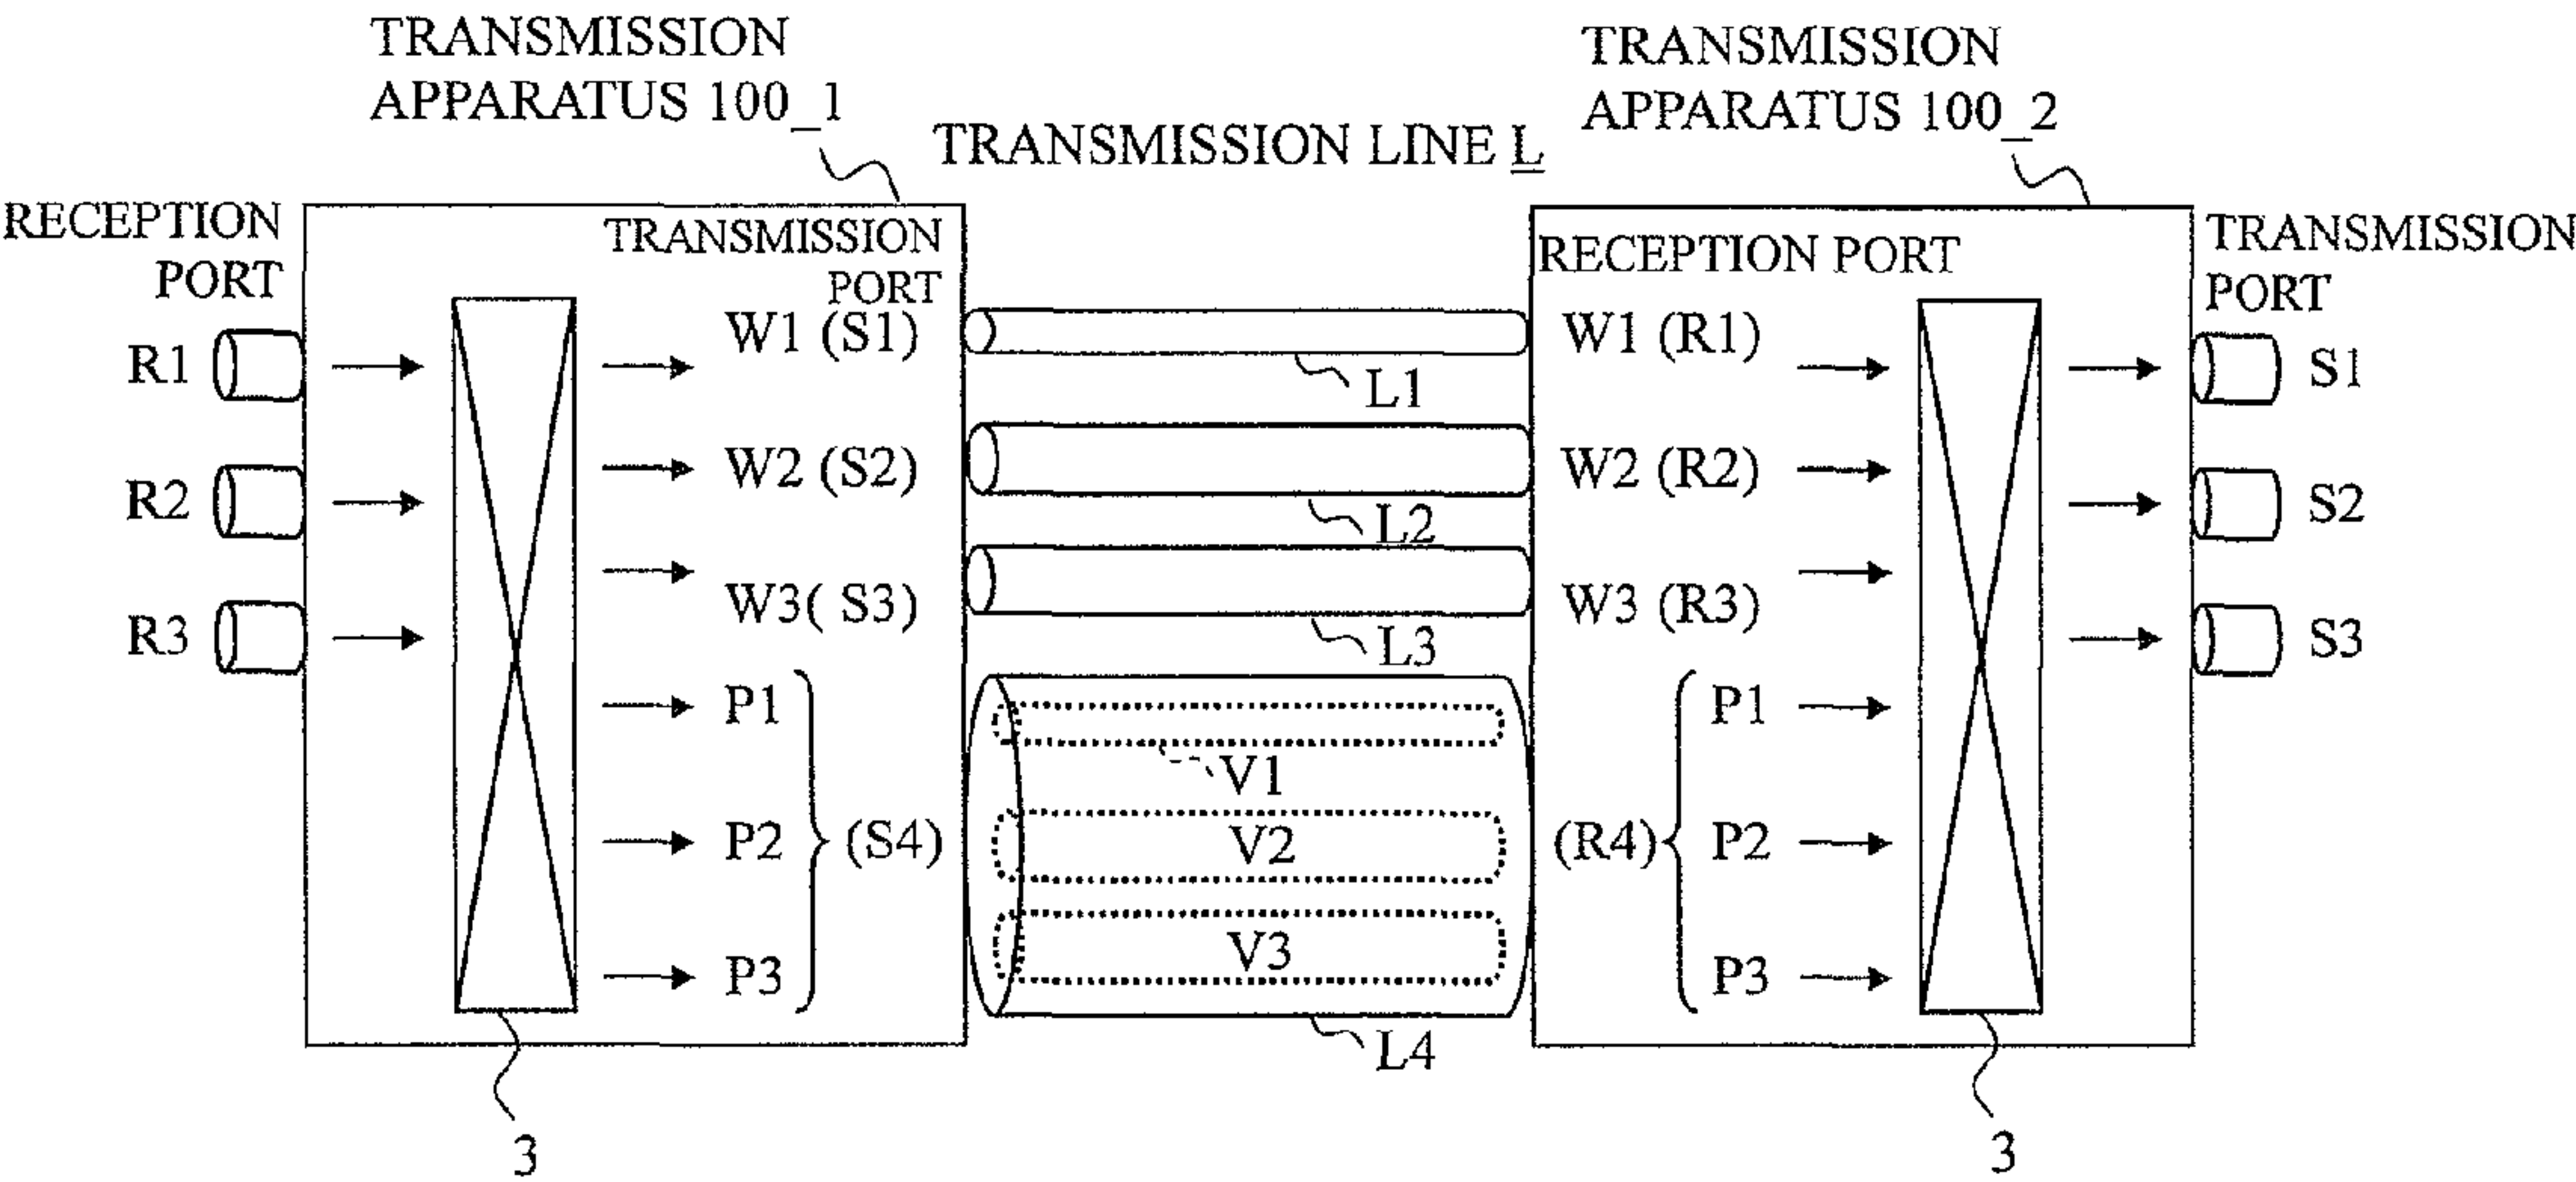 TRANSMISSION
APPARATUS 100_1
TRANSMISSION LINE L
TRANSMISSION
APPARATUS 100_2
RECEPTION
PORT
R1
R2
R3
TRANSMISSION
PORT
W1 (S1)
W2 (S2)
W3( S3)
P1
P2
P3
(S4)
3
L1
L2
L3
V1
V2
V3
L4
RECEPTION PORT
W1 (R1)
W2 (R2)
W3 (R3)
(R4)
P1
P2
P3
3
TRANSMISSION
PORT
S1
S2
S3